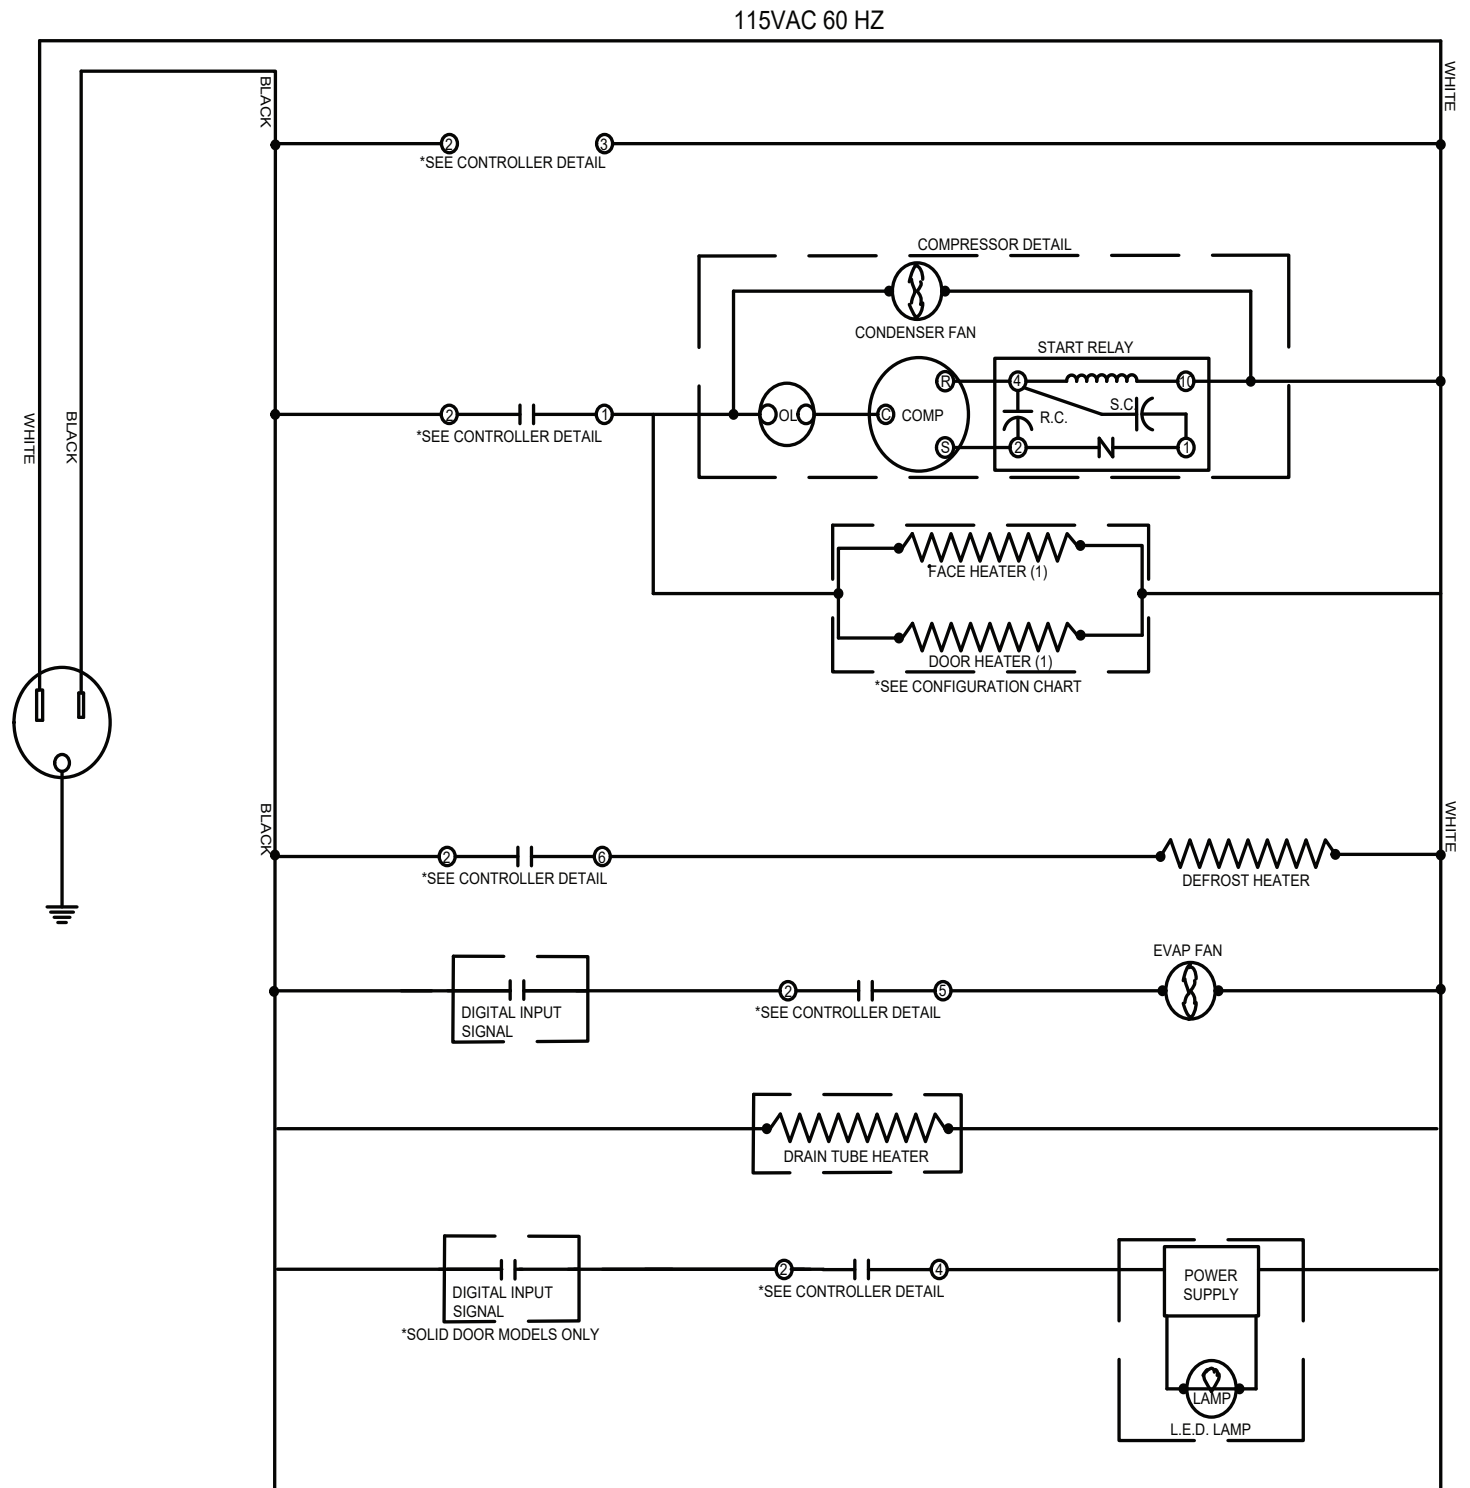 115VAC 60 HZ
BLACK
WHITE
2
3
*SEE CONTROLLER DETAIL
COMPRESSOR DETAIL
CONDENSER FAN
START RELAY
R
4
10
S.C
2
1
OL
C
COMP
R.C.
*SEE CONTROLLER DETAIL
S
2
1
WHITE
BLACK
FACE HEATER (1)
DOOR HEATER (1)
*SEE CONFIGURATION CHART
BLACK
WHITE
2
6
*SEE CONTROLLER DETAIL
DEFROST HEATER
EVAP FAN
2
5
DIGITAL INPUT
SIGNAL
*SEE CONTROLLER DETAIL
DRAIN TUBE HEATER
2
4
DIGITAL INPUT
SIGNAL
*SOLID DOOR MODELS ONLY
*SEE CONTROLLER DETAIL
POWER
SUPPLY
LAMP
L.E.D. LAMP